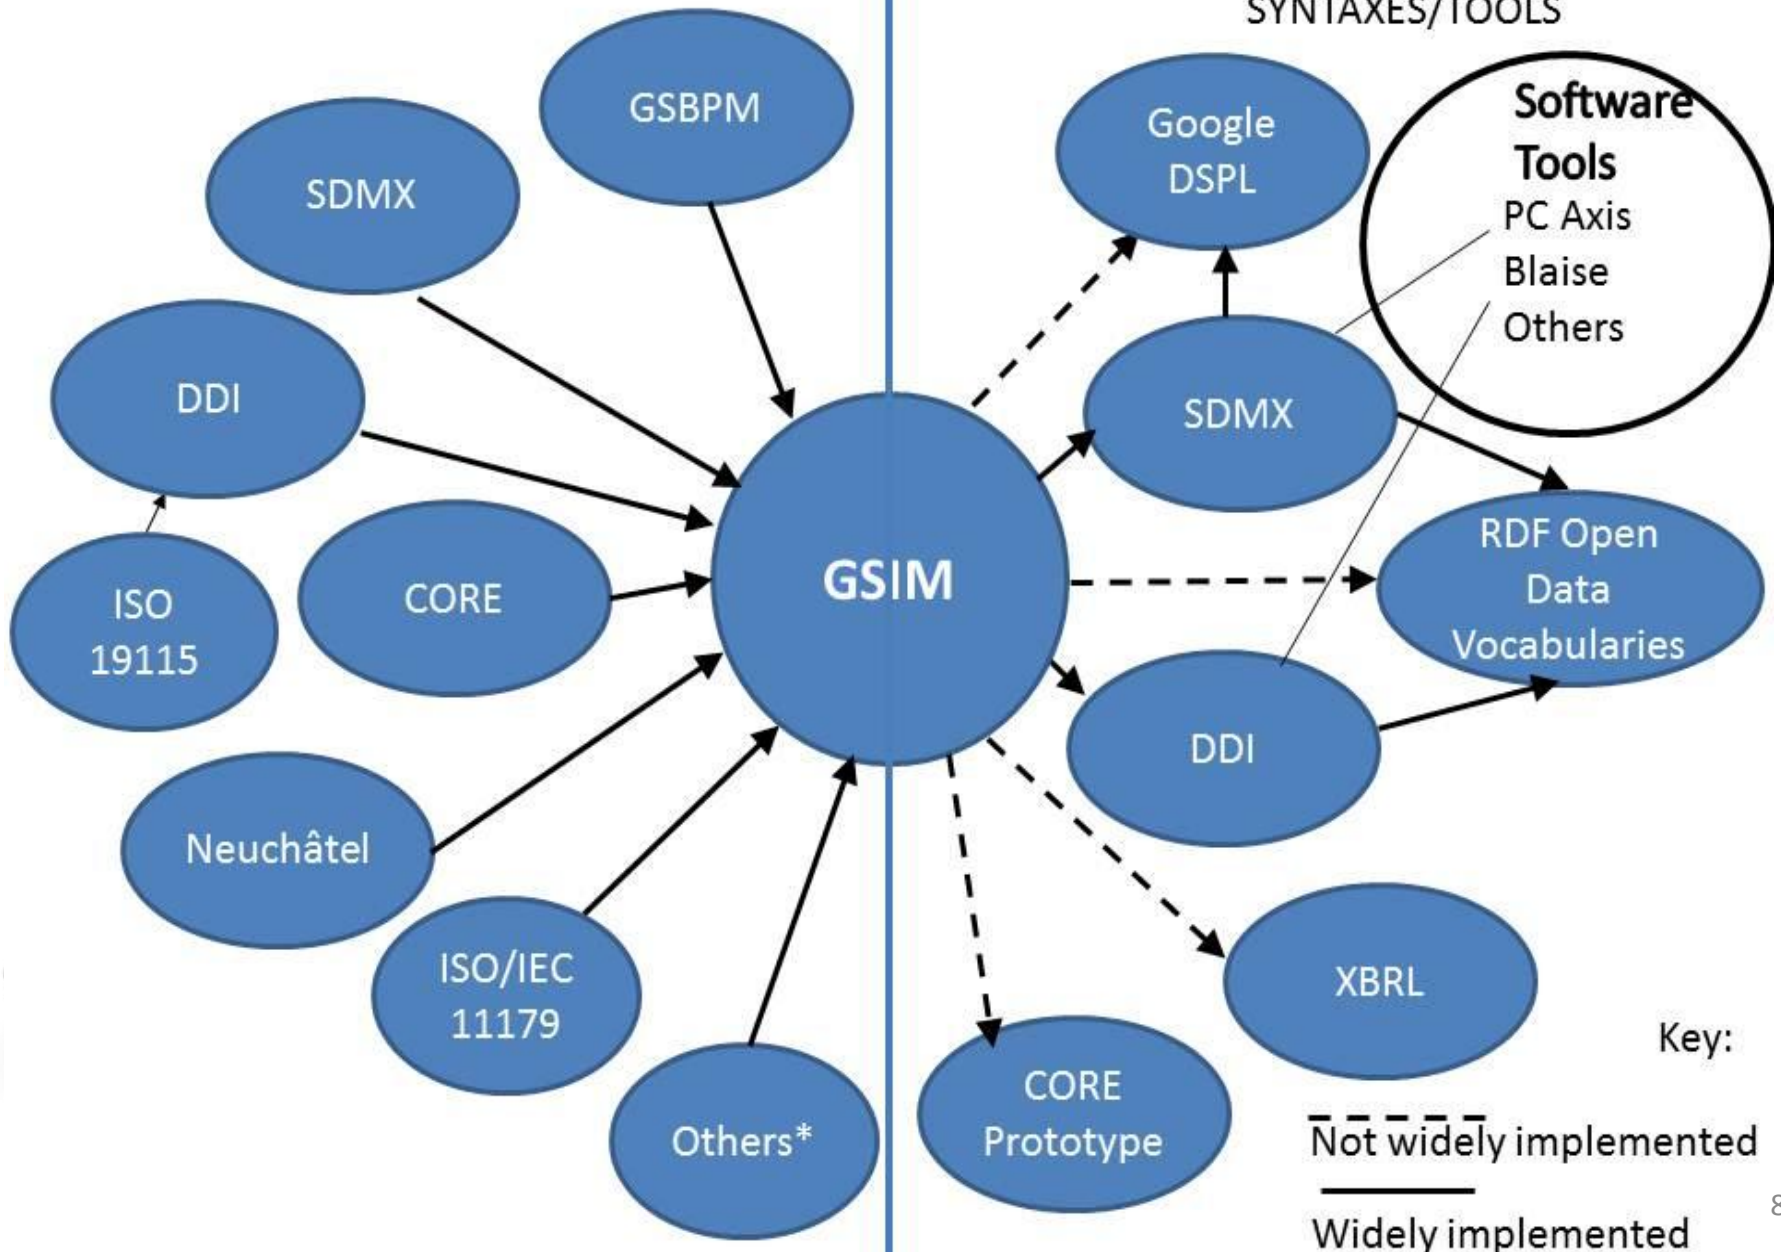 SYNTAXES/TOOLS
GSBPM
SDMX
DDI
ISO
19115
CORE
Neuchâtel
ISO/IEC
11179
Others*
GSIM
Google
DSPL
Software
Tools
PC Axis
Blaise
Others
SDMX
RDF Open
Data
Vocabularies
DDI
XBRL
CORE
Prototype
Key:
Not widely implemented
Widely implemented
8